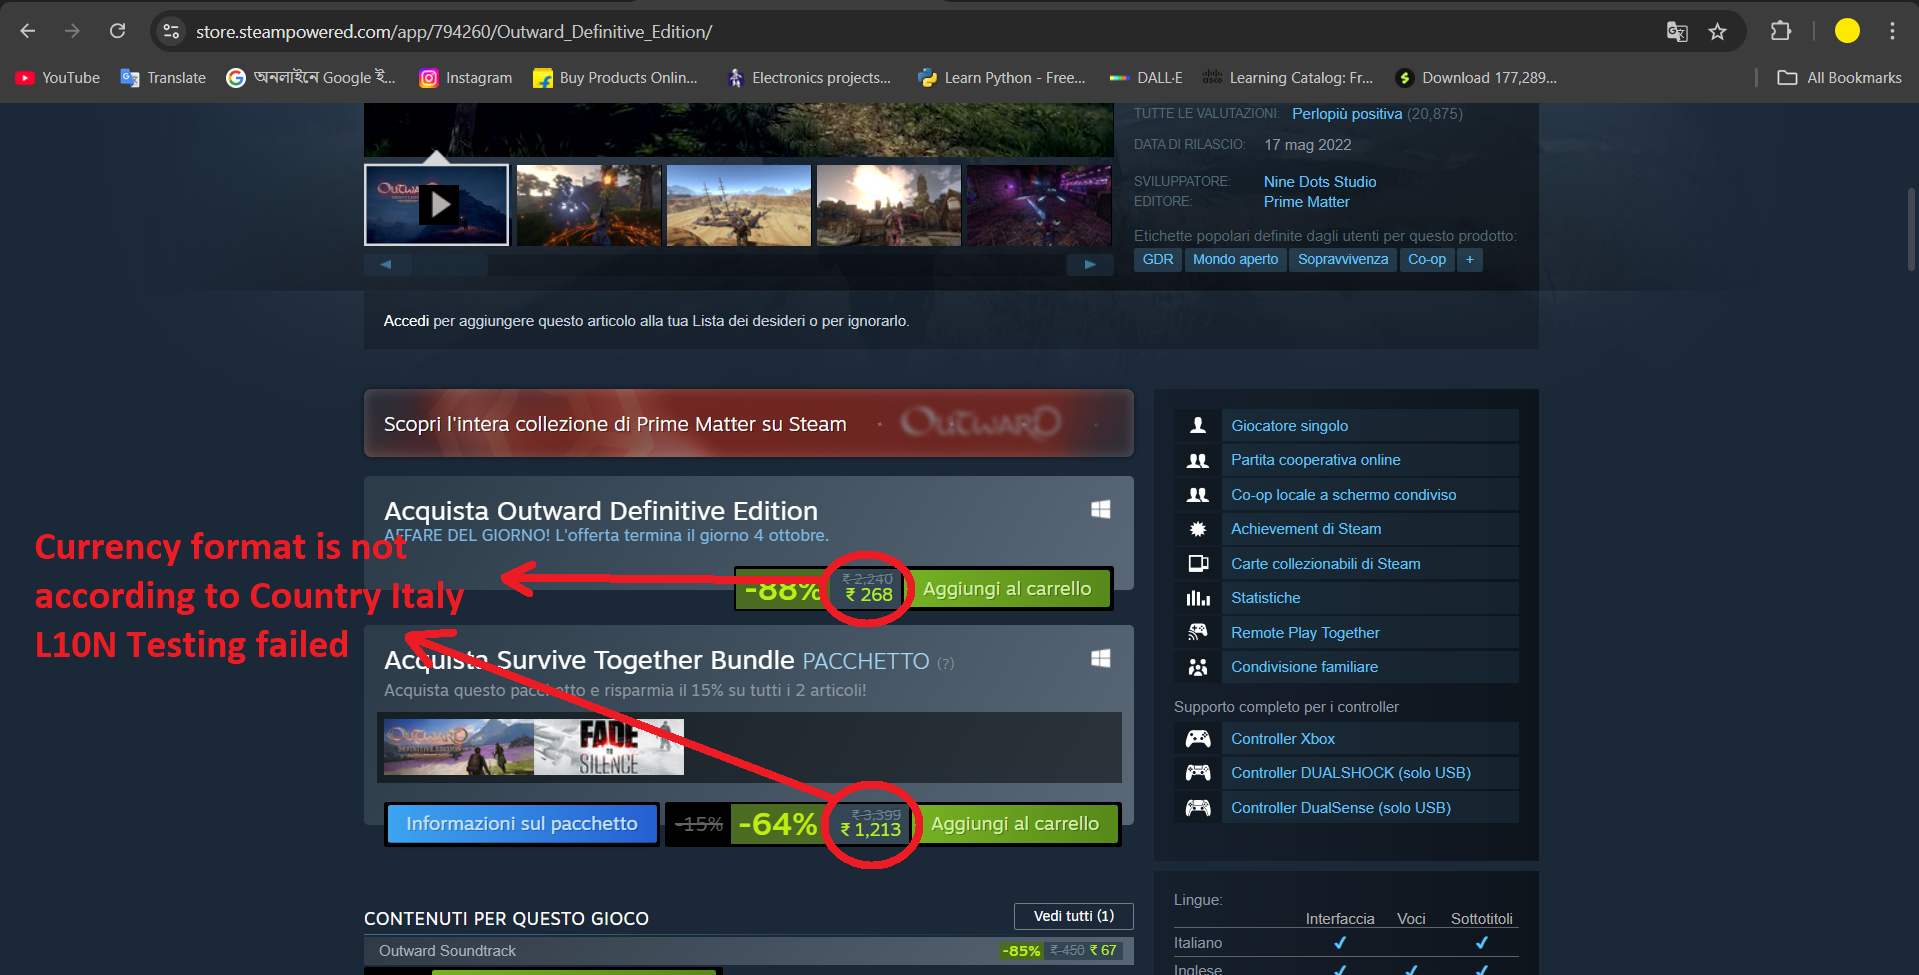 store.steampowered.com/app/794260/Outward_Definitive_Edition/
YouTube
Translate
অনলাইনে Google ই...
Instagram
Buy Products Onlin...
Electronics projects...
Learn Python - Free...
DALL·E
Learning Catalog: Fr...
Download 177,289...
All Bookmarks
TUTTE LE VALUTAZIONI: Perlopiù positiva (20,875)
DATA DI RILASCIO: 17 mag 2022
SVILUPPATORE: Nine Dots Studio
EDITORE: Prime Matter
Etichette popolari definite dagli utenti per questo prodotto:
GDR Mondo aperto Sopravvivenza Co-op +
OUTWARD
Accedi per aggiungere questo articolo alla tua Lista dei desideri o per ignorarlo.
Scopri l'intera collezione di Prime Matter su Steam
OUTWARD
Acquista Outward Definitive Edition
AFFARE DEL GIORNO! L'offerta termina il giorno 4 ottobre.
-88%
₹ 2,240
₹ 268
Aggiungi al carrello
Currency format is not
according to Country Italy
L10N Testing failed
Acquista Survive Together Bundle PACCHETTO (?)
Acquista questo pacchetto e risparmia il 15% su tutti i 2 articoli!
OUTWARD
DEFINITIVE EDITION
FADE
TO
SILENCE
Informazioni sul pacchetto
-15%
-64%
₹ 3,399
₹ 1,213
Aggiungi al carrello
CONTENUTI PER QUESTO GIOCO
Vedi tutti (1)
Outward Soundtrack
-85% ₹ 450 ₹ 67
Giocatore singolo
Partita cooperativa online
Co-op locale a schermo condiviso
Achievement di Steam
Carte collezionabili di Steam
Statistiche
Remote Play Together
Condivisione familiare
Supporto completo per i controller
Controller Xbox
Controller DUALSHOCK (solo USB)
Controller DualSense (solo USB)
Lingue:
Interfaccia Voci Sottotitoli
Italiano ✔ ✔
Inglese ✔ ✔ ✔